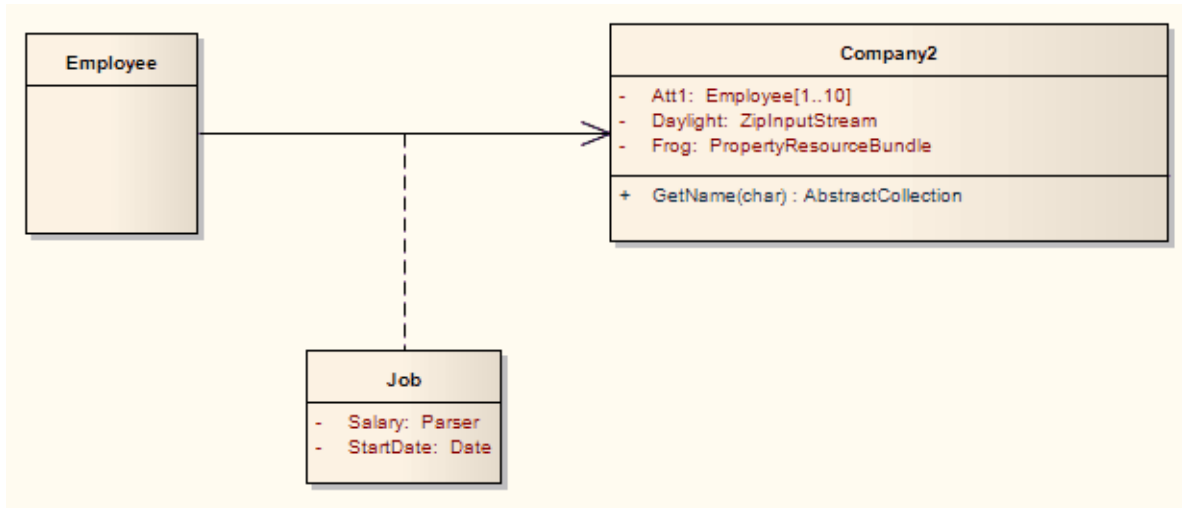 Employee
Company2
- Att1: Employee[1..10]
- Daylight: ZipInputStream
- Frog: PropertyResourceBundle
+ GetName(char) : AbstractCollection
Job
- Salary: Parser
- StartDate: Date